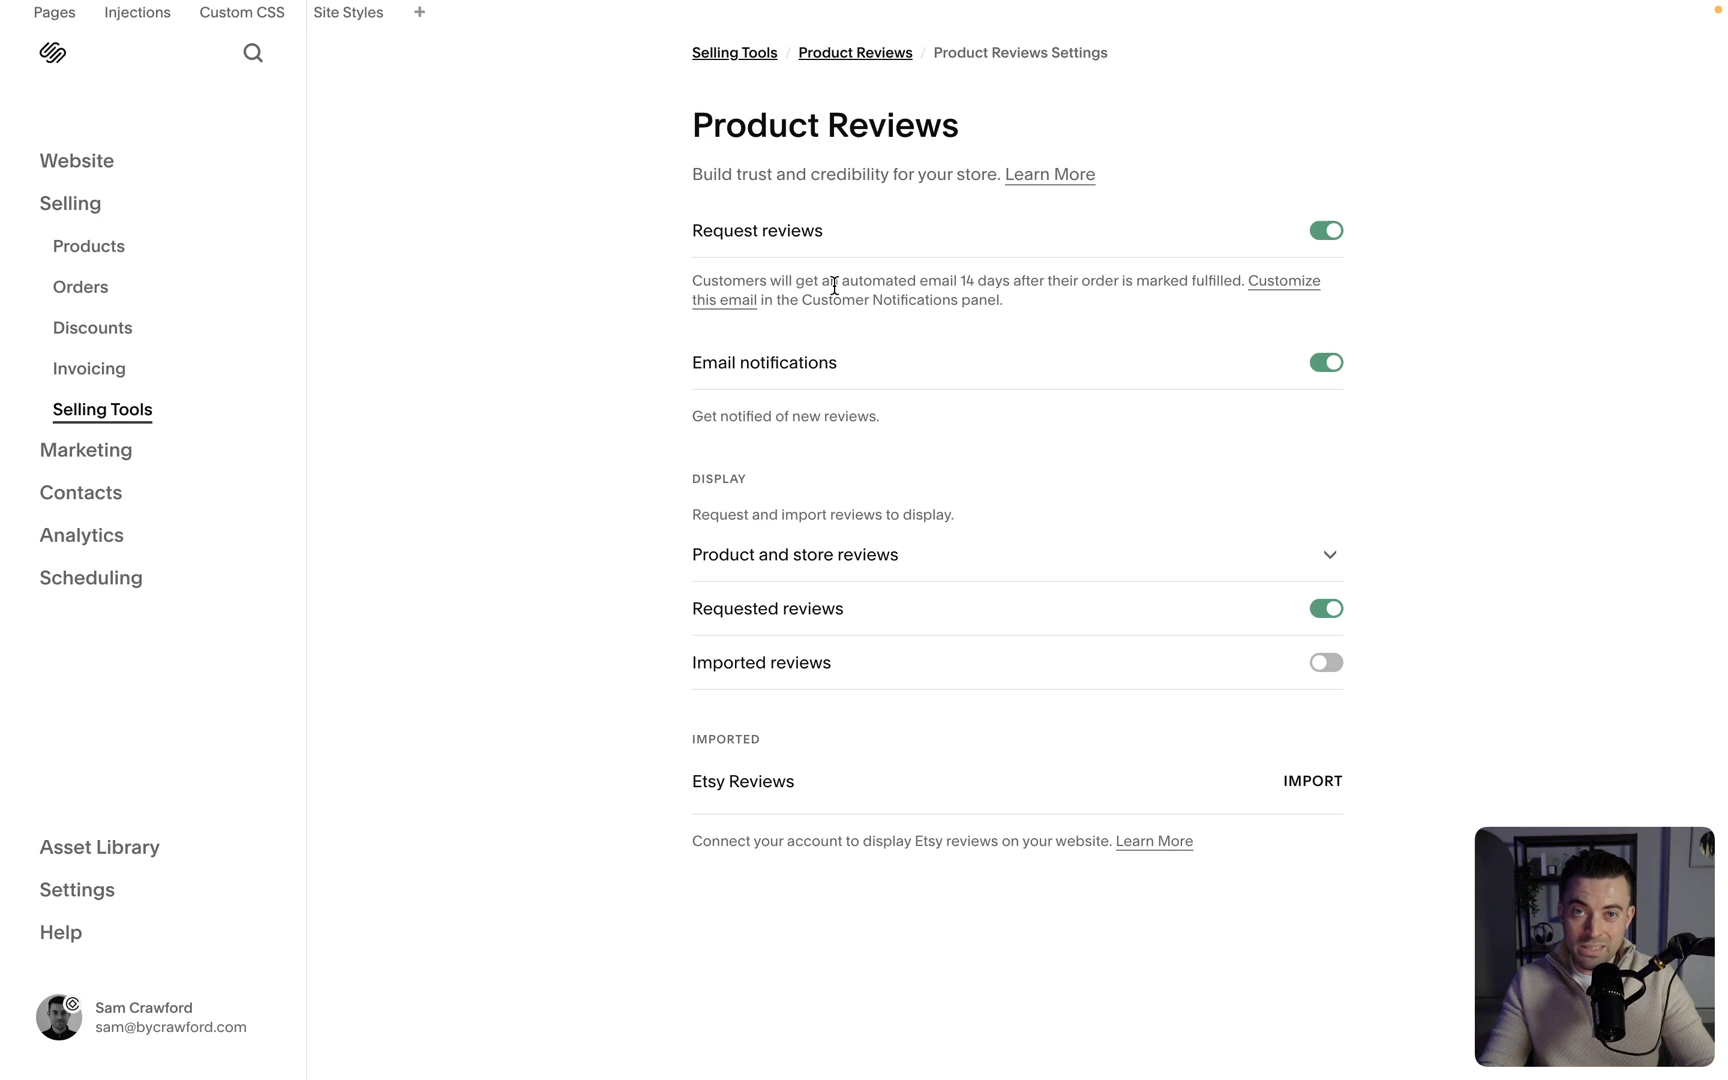 Pages
Injections
Custom CSS
Site Styles
+
Selling Tools / Product Reviews / Product Reviews Settings
Website
Selling
Products
Orders
Discounts
Invoicing
Selling Tools
Marketing
Contacts
Analytics
Scheduling
Asset Library
Settings
Help
Sam Crawford
sam@bycrawford.com
Product Reviews
Build trust and credibility for your store. Learn More
Request reviews
Customers will get an automated email 14 days after their order is marked fulfilled. Customize
this email in the Customer Notifications panel.
Email notifications
Get notified of new reviews.
DISPLAY
Request and import reviews to display.
Product and store reviews
Requested reviews
Imported reviews
IMPORTED
Etsy Reviews
IMPORT
Connect your account to display Etsy reviews on your website. Learn More